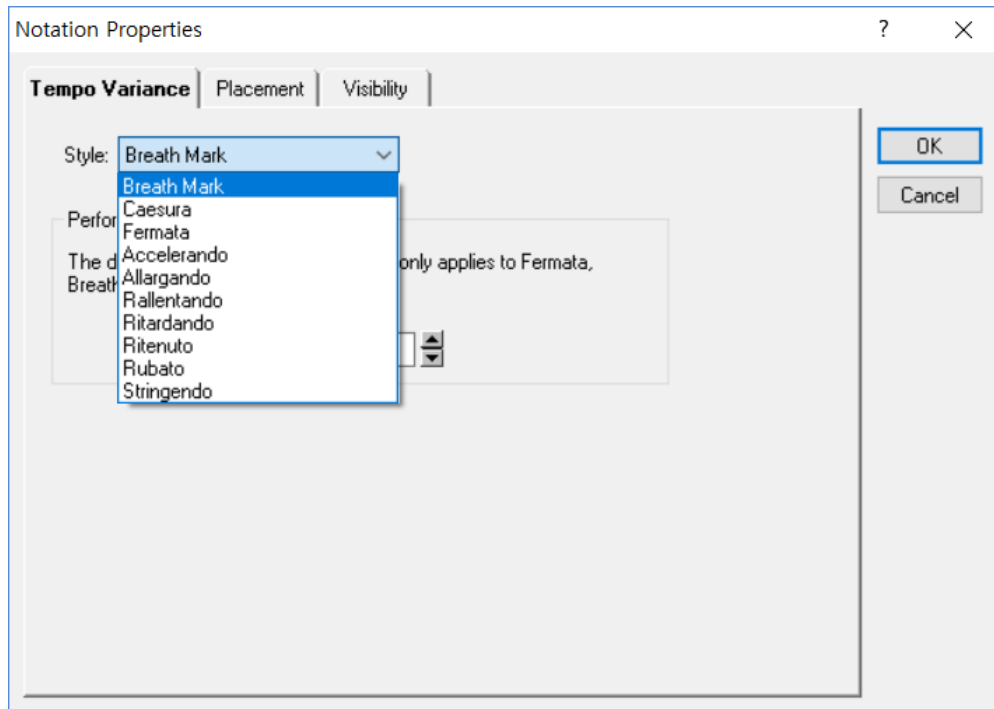 Notation Properties
Tempo Variance Placement Visibility
Style: Breath Mark
Breath Mark
Caesura
Fermata
Accelerando
Allargando
Rallentando
Ritardando
Ritenuto
Rubato
Stringendo
only applies to Fermata,
OK
Cancel